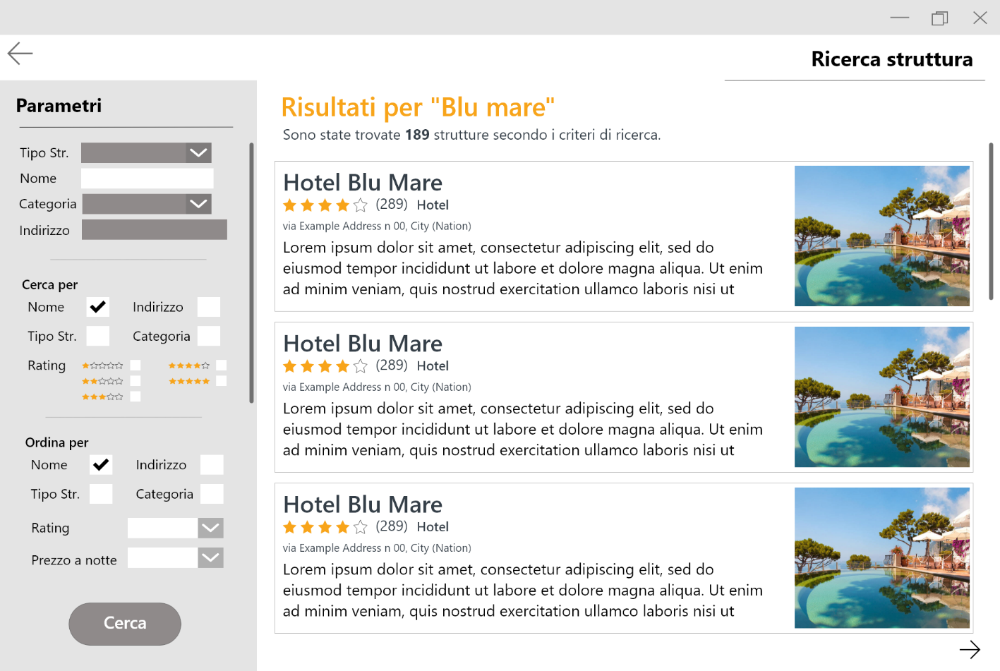 Ricerca struttura
Parametri
Tipo Str.
Nome
Categoria
Indirizzo
Cerca per
Nome Indirizzo
Tipo Str. Categoria
Rating
Ordina per
Nome Indirizzo
Tipo Str. Categoria
Rating
Prezzo a notte
Cerca
Risultati per "Blu mare"
Sono state trovate 189 strutture secondo i criteri di ricerca.
Hotel Blu Mare
(289) Hotel
via Example Address n 00, City (Nation)
Lorem ipsum dolor sit amet, consectetur adipiscing elit, sed do
eiusmod tempor incididunt ut labore et dolore magna aliqua. Ut enim
ad minim veniam, quis nostrud exercitation ullamco laboris nisi ut
Hotel Blu Mare
(289) Hotel
via Example Address n 00, City (Nation)
Lorem ipsum dolor sit amet, consectetur adipiscing elit, sed do
eiusmod tempor incididunt ut labore et dolore magna aliqua. Ut enim
ad minim veniam, quis nostrud exercitation ullamco laboris nisi ut
Hotel Blu Mare
(289) Hotel
via Example Address n 00, City (Nation)
Lorem ipsum dolor sit amet, consectetur adipiscing elit, sed do
eiusmod tempor incididunt ut labore et dolore magna aliqua. Ut enim
ad minim veniam, quis nostrud exercitation ullamco laboris nisi ut